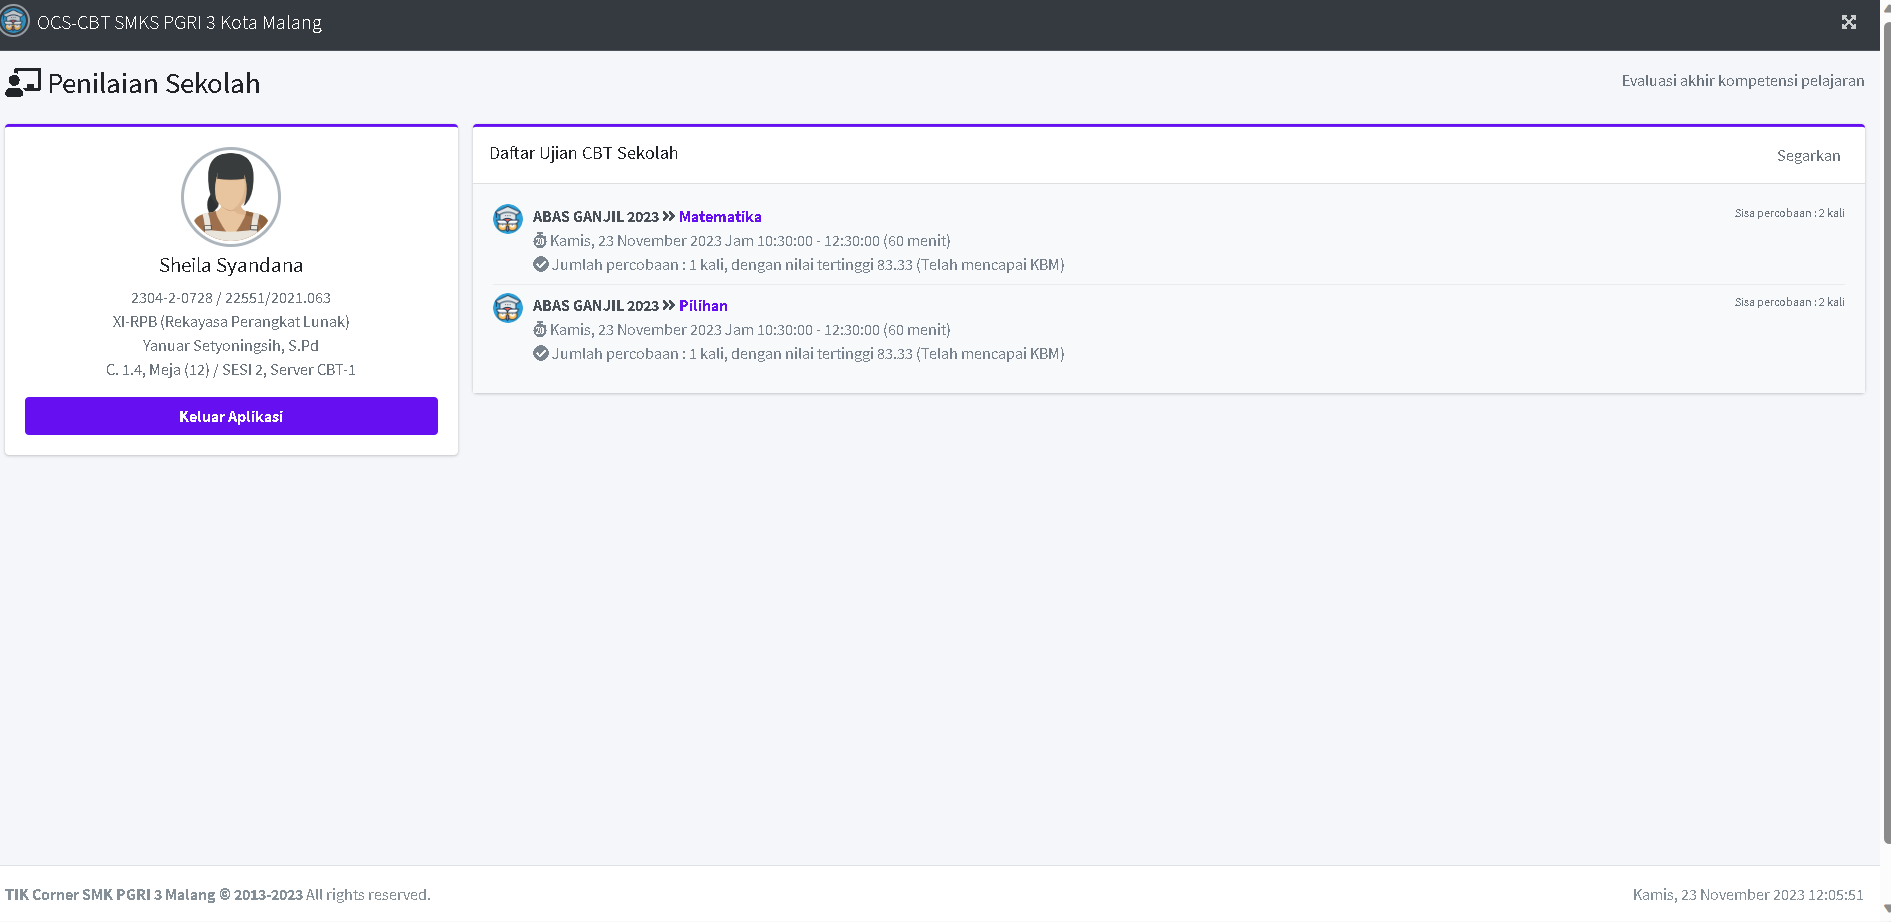 OCS-CBT SMKS PGRI 3 Kota Malang
Penilaian Sekolah
Evaluasi akhir kompetensi pelajaran
Sheila Syandana
2304-2-0728 / 22551/2021.063
XI-RPB (Rekayasa Perangkat Lunak)
Yanuar Setyoningsih, S.Pd
C. 1.4, Meja (12) / SESI 2, Server CBT-1
Keluar Aplikasi
Daftar Ujian CBT Sekolah
Segarkan
ABAS GANJIL 2023 » Matematika
Sisa percobaan : 2 kali
Kamis, 23 November 2023 Jam 10:30:00 - 12:30:00 (60 menit)
Jumlah percobaan : 1 kali, dengan nilai tertinggi 83.33 (Telah mencapai KBM)
ABAS GANJIL 2023 » Pilihan
Sisa percobaan : 2 kali
Kamis, 23 November 2023 Jam 10:30:00 - 12:30:00 (60 menit)
Jumlah percobaan : 1 kali, dengan nilai tertinggi 83.33 (Telah mencapai KBM)
TIK Corner SMK PGRI 3 Malang © 2013-2023 All rights reserved.
Kamis, 23 November 2023 12:05:51